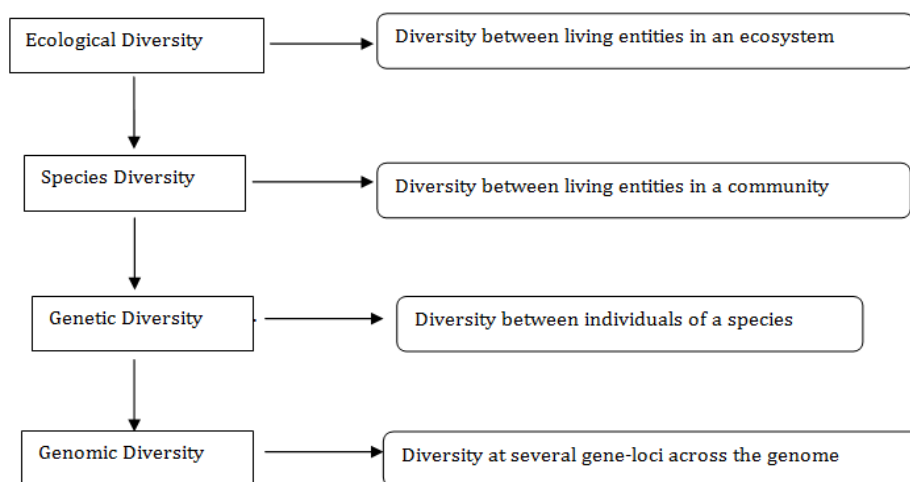 Ecological Diversity
Diversity between living entities in an ecosystem
Species Diversity
Diversity between living entities in a community
Genetic Diversity
Diversity between individuals of a species
Genomic Diversity
Diversity at several gene-loci across the genome